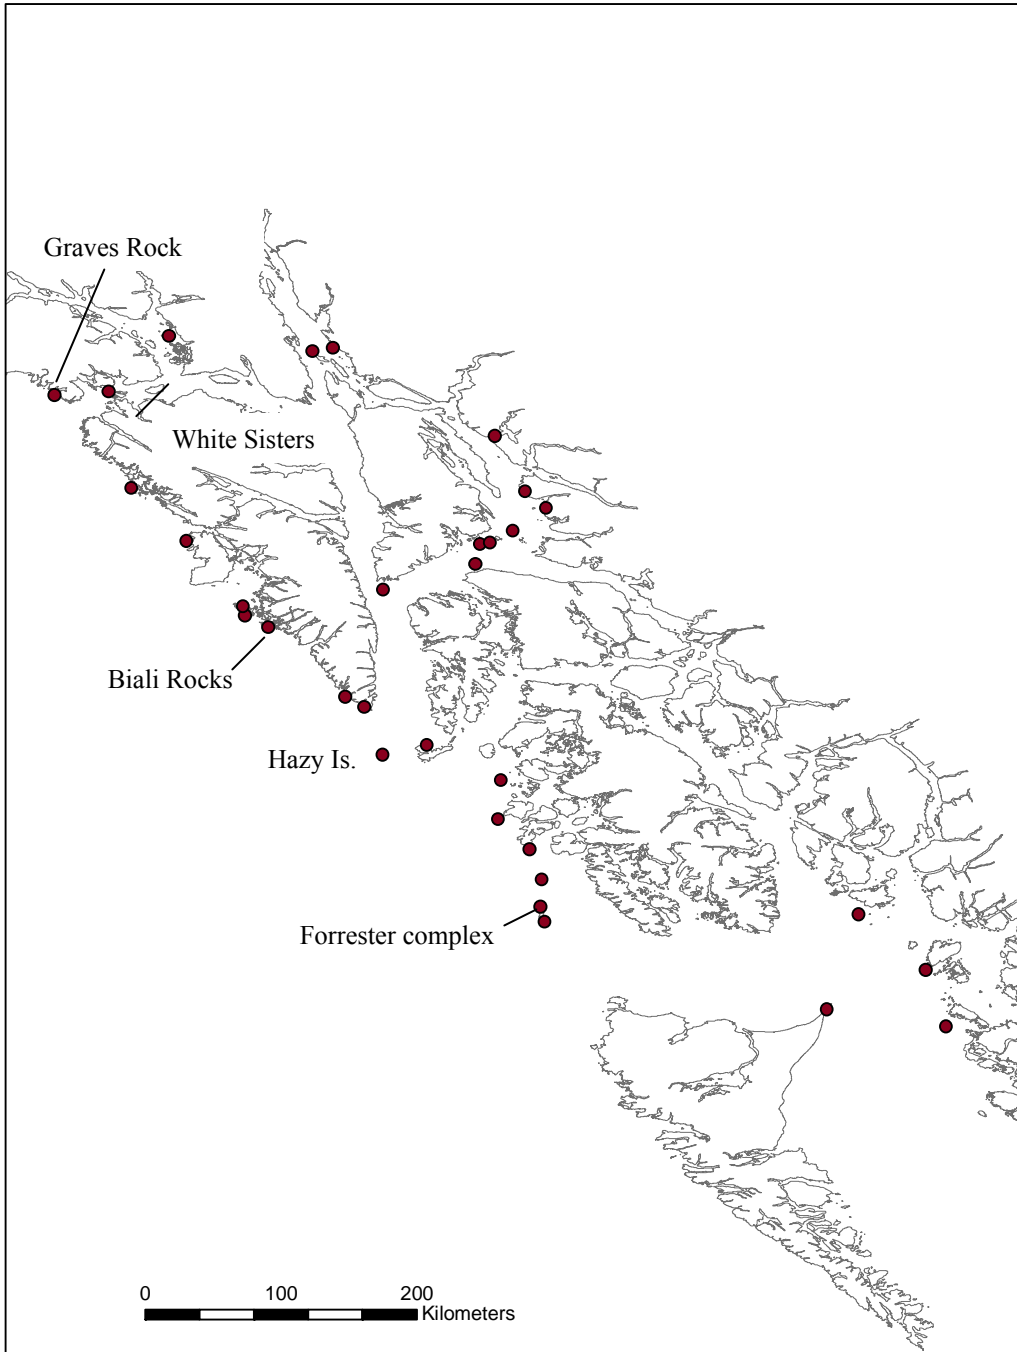 Graves Rock
White Sisters
Biali Rocks
Hazy Is.
Forrester complex
0 100 200
Kilometers